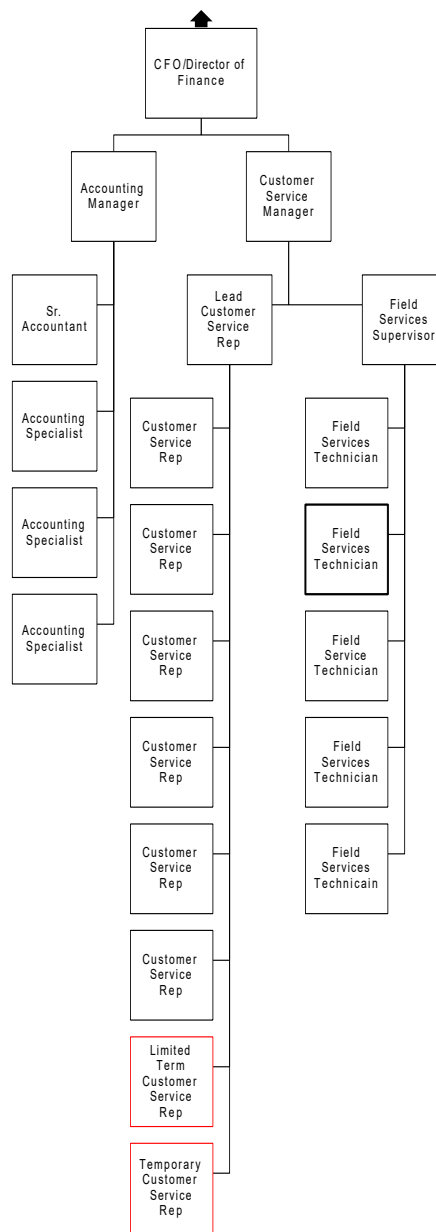 CFO/Director of
Finance
Accounting
Manager
Customer
Service
Manager
Sr.
Accountant
Lead
Customer
Service
Rep
Field
Services
Supervisor
Accounting
Specialist
Customer
Service
Rep
Field
Services
Technician
Accounting
Specialist
Customer
Service
Rep
Field
Services
Technician
Accounting
Specialist
Customer
Service
Rep
Field
Service
Technician
Customer
Service
Rep
Field
Services
Technician
Customer
Service
Rep
Field
Services
Technicain
Customer
Service
Rep
Limited
Term
Customer
Service
Rep
Temporary
Customer
Service
Rep